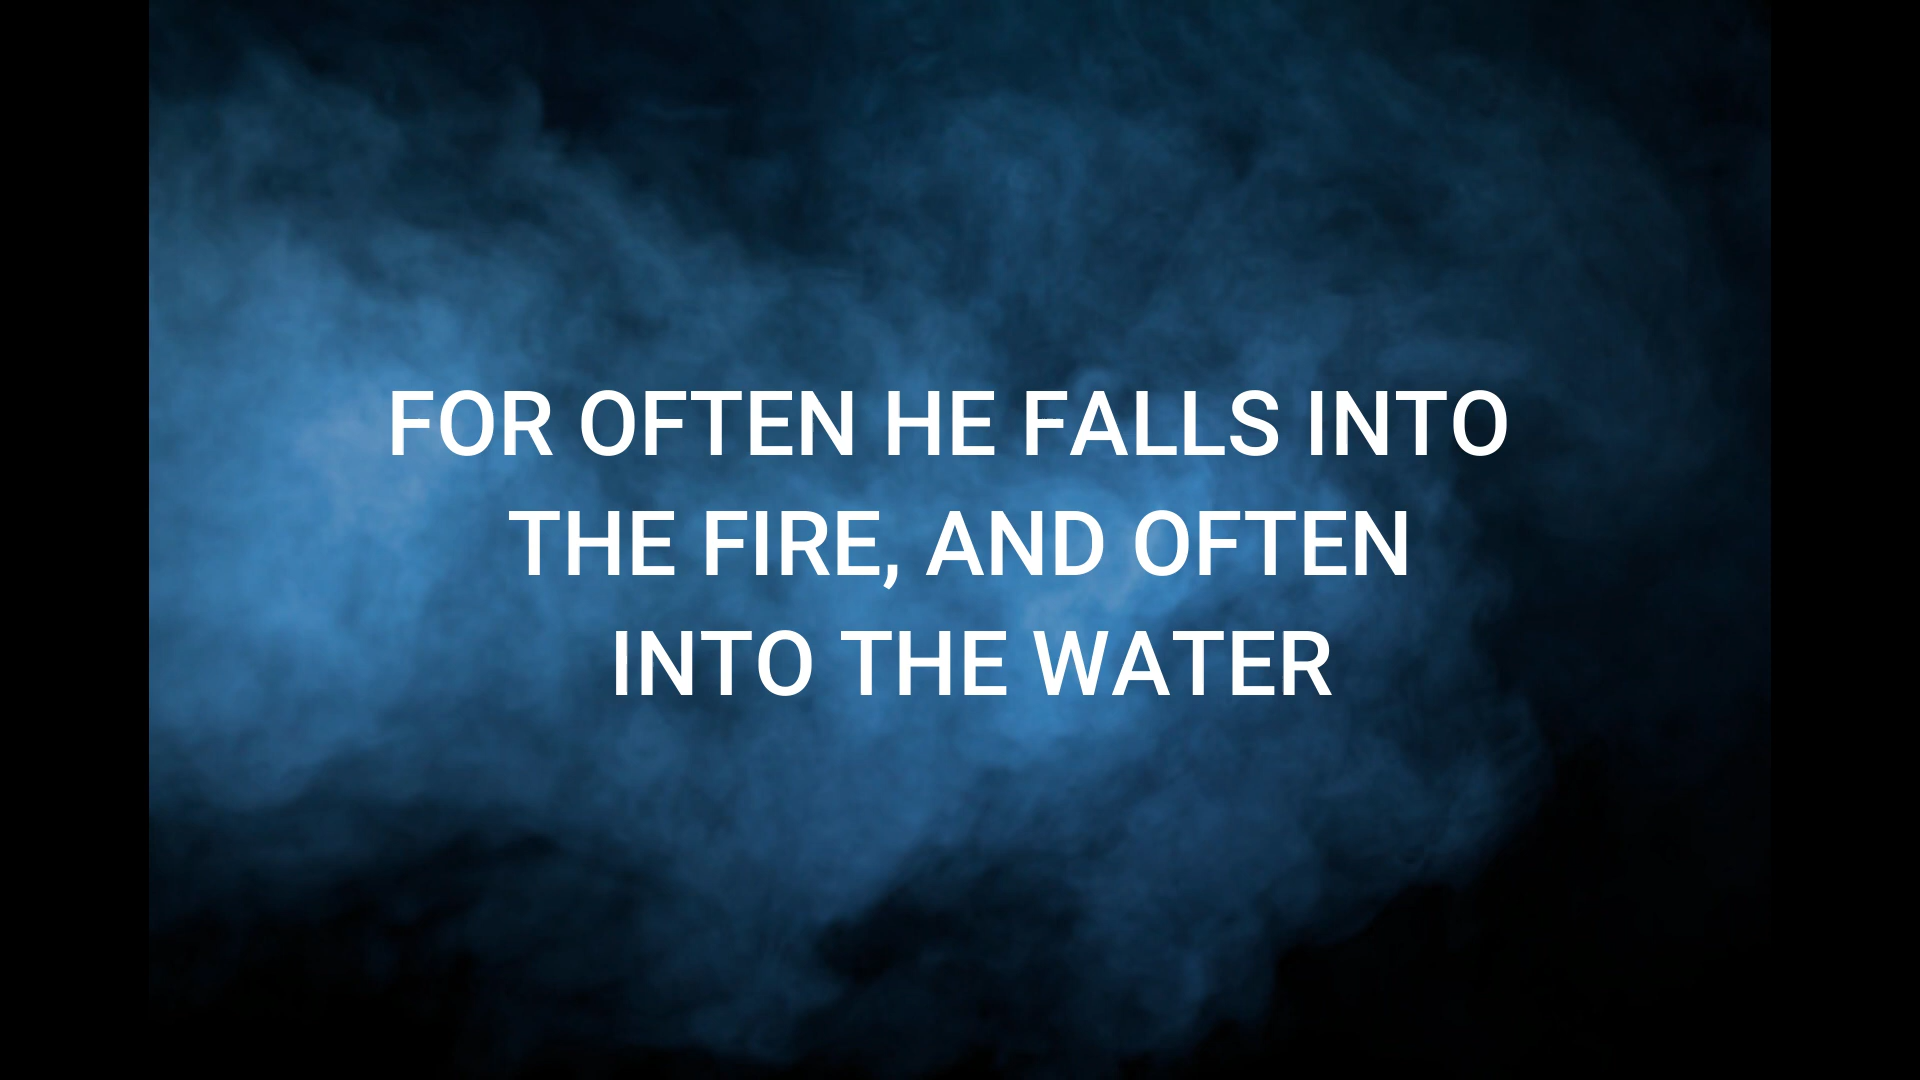 FOR OFTEN HE FALLS INTO
THE FIRE, AND OFTEN
INTO THE WATER